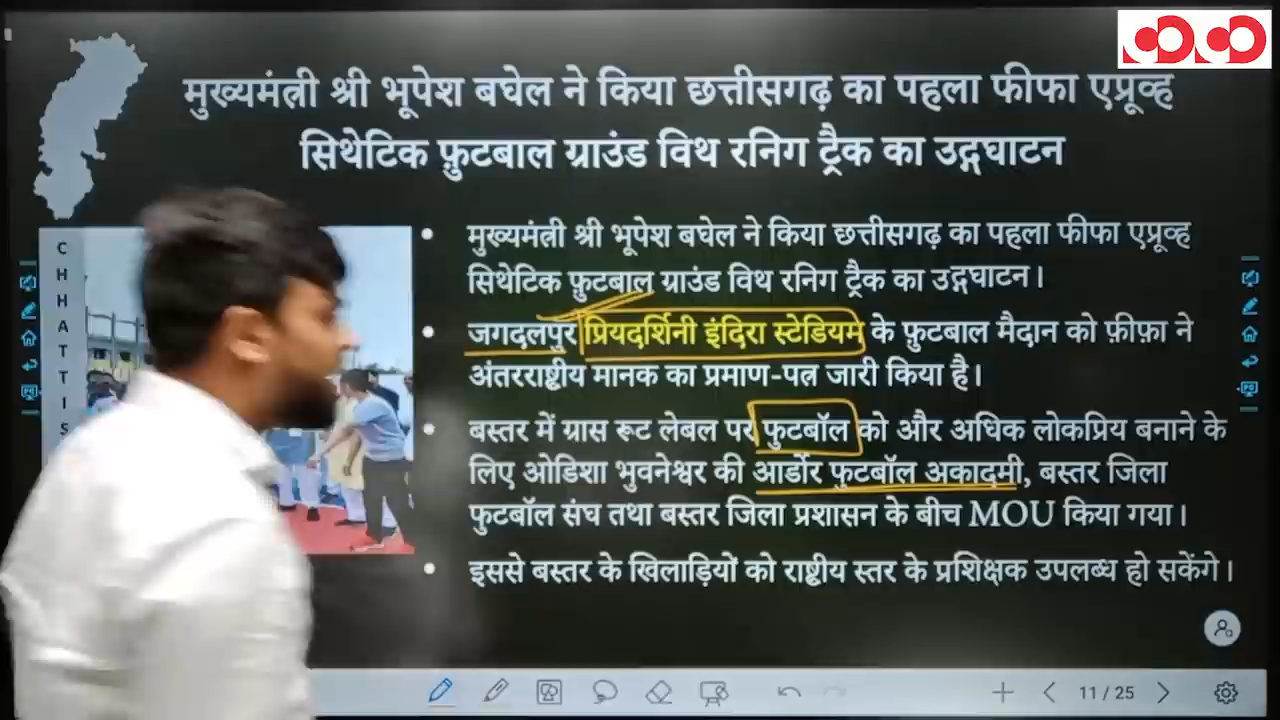 मुख्यमंत्री श्री भूपेश बघेल ने किया छत्तीसगढ़ का पहला फीफा एप्रूव्ह
सिथेटिक फ़ुटबाल ग्राउंड विथ रनिग ट्रैक का उद्गघाटन
CHHATTIS
मुख्यमंत्री श्री भूपेश बघेल ने किया छत्तीसगढ़ का पहला फीफा एप्रूव्ह
सिथेटिक फ़ुटबाल ग्राउंड विथ रनिग ट्रैक का उद्गघाटन।
जगदलपुर प्रियदर्शिनी इंदिरा स्टेडियम के फ़ुटबाल मैदान को फ़ीफ़ा ने
अंतरराष्ट्रीय मानक का प्रमाण-पत्र जारी किया है।
बस्तर में ग्रास रूट लेबल पर फुटबॉल को और अधिक लोकप्रिय बनाने के
लिए ओडिशा भुवनेश्वर की आर्डोर फुटबॉल अकादमी, बस्तर जिला
फुटबॉल संघ तथा बस्तर जिला प्रशासन के बीच MOU किया गया।
इससे बस्तर के खिलाड़ियों को राष्ट्रीय स्तर के प्रशिक्षक उपलब्ध हो सकेंगे।
11 / 25